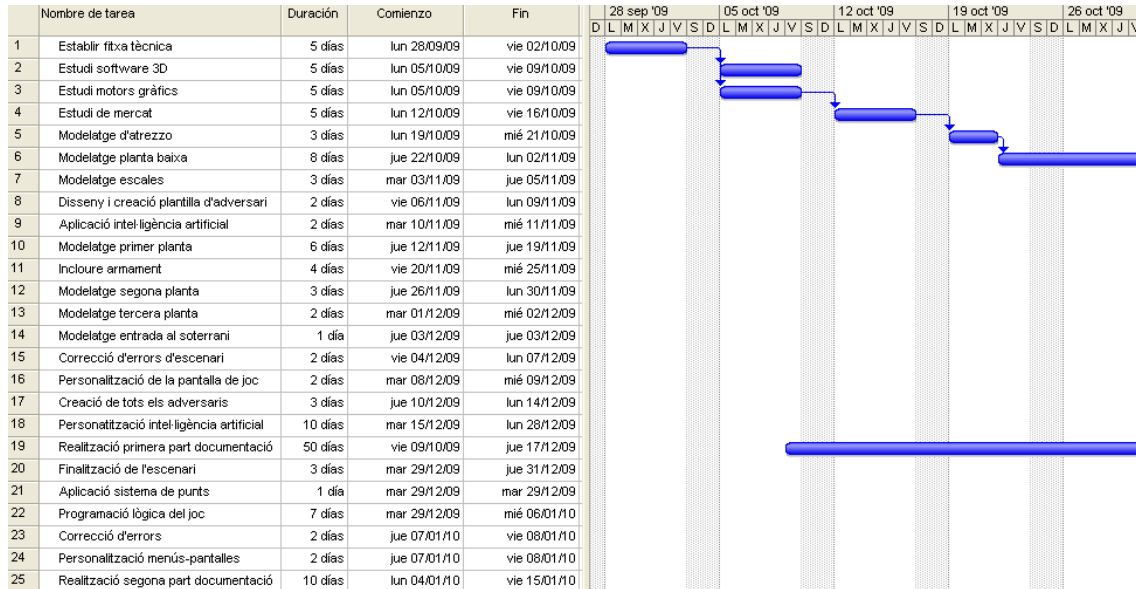 Nombre de tarea Duración Comienzo Fin 28 sep '09 05 oct '09 12 oct '09 19 oct '09 26 oct '09
D L M X J V S D L M X J V S D L M X J V S D L M X J V S D L M X J V
1 Establir fitxa tècnica 5 días lun 28/09/09 vie 02/10/09
2 Estudi software 3D 5 días lun 05/10/09 vie 09/10/09
3 Estudi motors gràfics 5 días lun 05/10/09 vie 09/10/09
4 Estudi de mercat 5 días lun 12/10/09 vie 16/10/09
5 Modelatge d'atrezzo 3 días lun 19/10/09 mié 21/10/09
6 Modelatge planta baixa 8 días jue 22/10/09 lun 02/11/09
7 Modelatge escales 3 días mar 03/11/09 jue 05/11/09
8 Disseny i creació plantilla d'adversari 2 días vie 06/11/09 lun 09/11/09
9 Aplicació intel·ligència artificial 2 días mar 10/11/09 mié 11/11/09
10 Modelatge primer planta 6 días jue 12/11/09 jue 19/11/09
11 Incloure armament 4 días vie 20/11/09 mié 25/11/09
12 Modelatge segona planta 3 días jue 26/11/09 lun 30/11/09
13 Modelatge tercera planta 2 días mar 01/12/09 mié 02/12/09
14 Modelatge entrada al soterrani 1 día jue 03/12/09 jue 03/12/09
15 Correcció d'errors d'escenari 2 días vie 04/12/09 lun 07/12/09
16 Personalització de la pantalla de joc 2 días mar 08/12/09 mié 09/12/09
17 Creació de tots els adversaris 3 días jue 10/12/09 lun 14/12/09
18 Personatització intel·ligència artificial 10 días mar 15/12/09 lun 28/12/09
19 Realització primera part documentació 50 días vie 09/10/09 jue 17/12/09
20 Finalització de l'escenari 3 días mar 29/12/09 jue 31/12/09
21 Aplicació sistema de punts 1 día mar 29/12/09 mar 29/12/09
22 Programació lògica del joc 7 días mar 29/12/09 mié 06/01/10
23 Correcció d'errors 2 días jue 07/01/10 vie 08/01/10
24 Personalització menús-pantalles 2 días jue 07/01/10 vie 08/01/10
25 Realització segona part documentació 10 días lun 04/01/10 vie 15/01/10